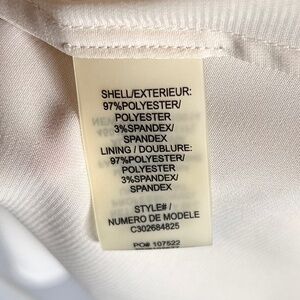 SHELL/EXTERIEUR:
97%POLYESTER/
POLYESTER
3%SPANDEX/
SPANDEX
LINING / DOUBLURE:
97%POLYESTER/
POLYESTER
3%SPANDEX/
SPANDEX
STYLE# /
NUMERO DE MODELE
C302684825
PO# 107522